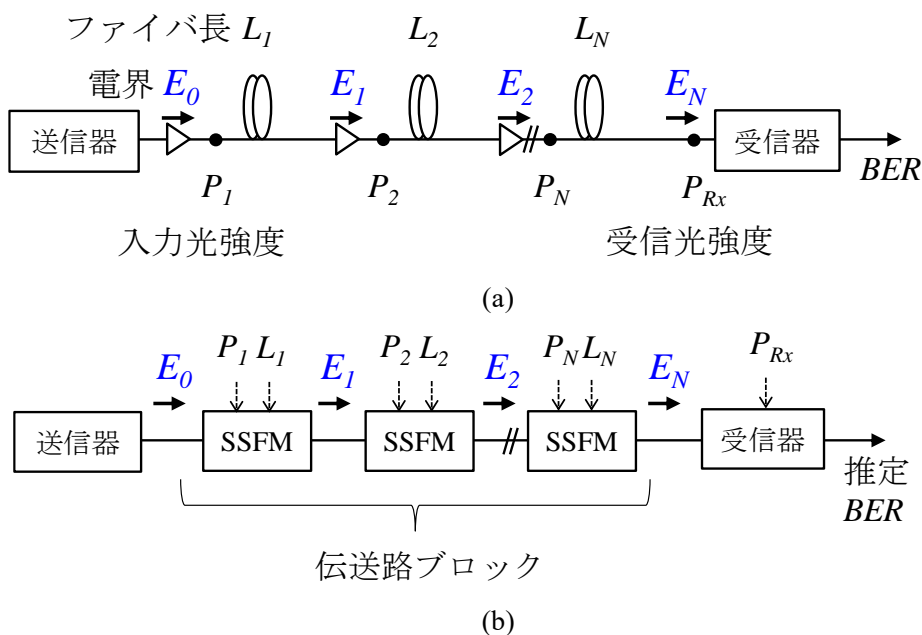 ファイバ長 L1 L2 LN
電界 E0 E1 E2 EN
送信器 受信器
BER
P1 P2 PN PRx
入力光強度 受信光強度
(a)
P1 L1 P2 L2 PN LN PRx
E0 E1 E2 EN
送信器 SSFM SSFM SSFM 受信器
推定
BER
伝送路ブロック
(b)